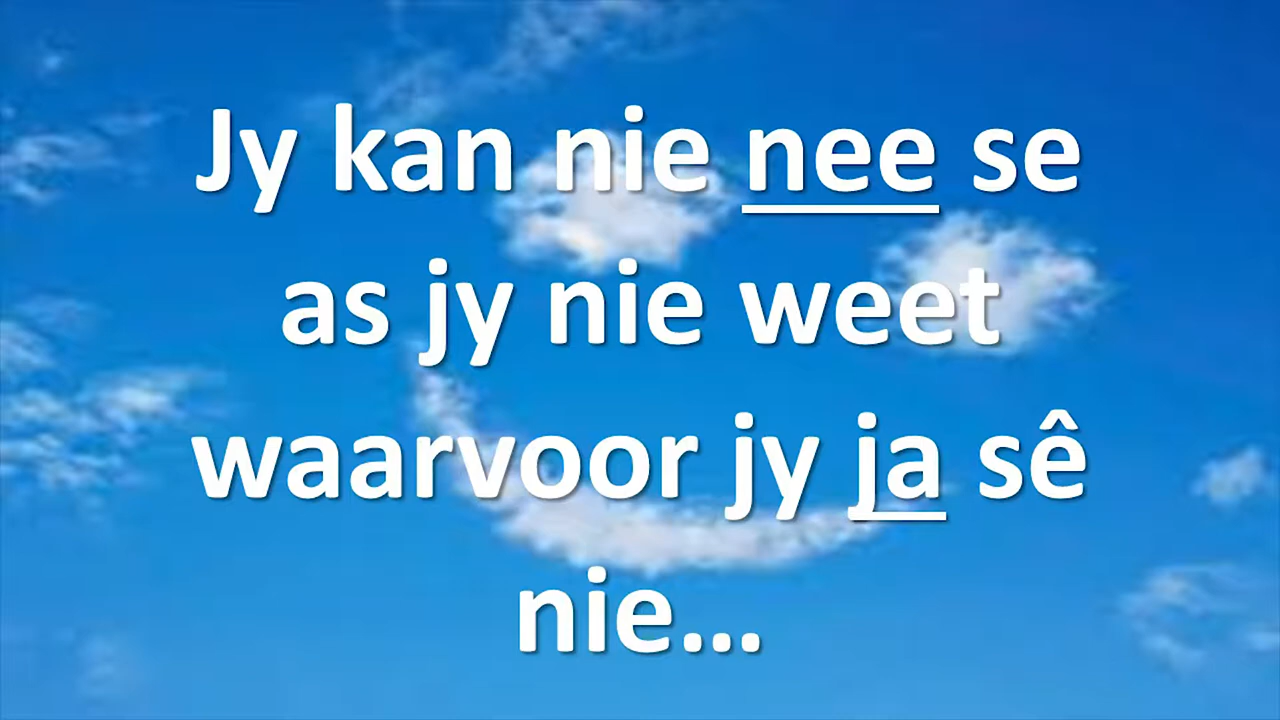 Jy kan nie nee se
as jy nie weet
waarvoor jy ja sê
nie...